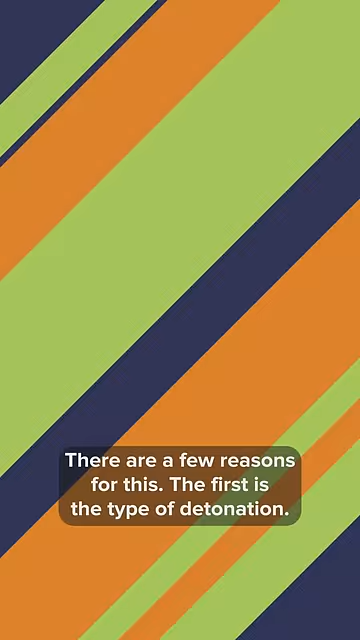 There are a few reasons
for this. The first is
the type of detonation.